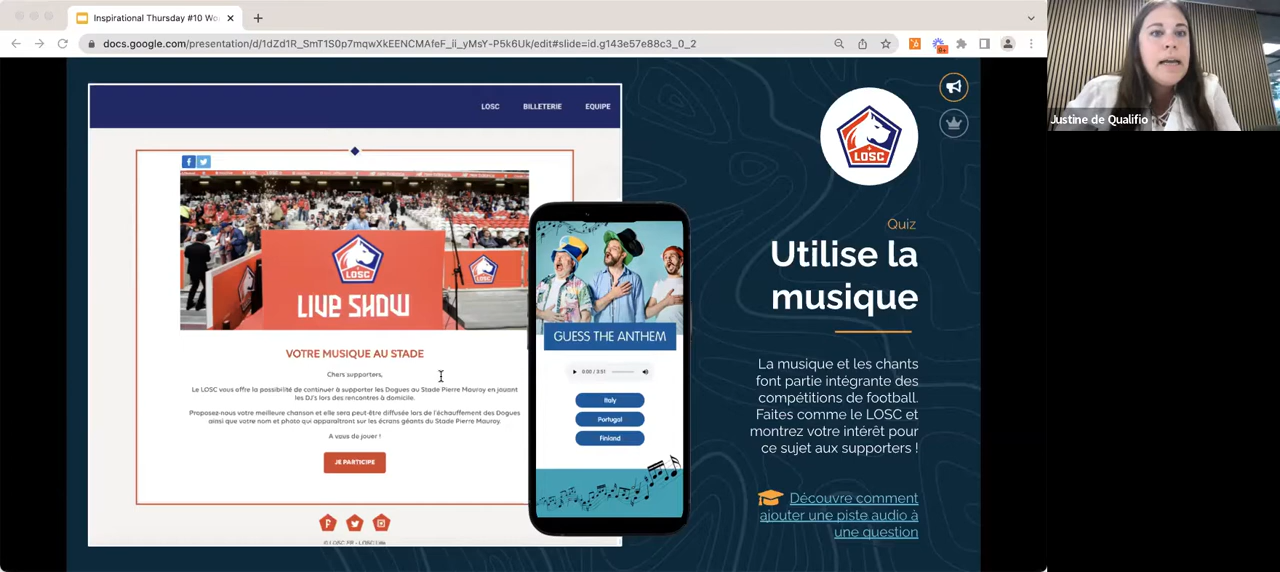 Inspirational Thursday #10 Wo
docs.google.com/presentation/d/1dZd1R_SmT1S0p7mqwXkEENCMAfeF_ii_yMsY-P5k6Uk/edit#slide=id.g143e57e88c3_0_2
9+
Justine de Qualifio
LOSC BILLETERIE EQUIPE
LOSC
LIVE SHOW
VOTRE MUSIQUE AU STADE
Chers supporters,
Le LOSC vous offre la possibilité de continuer à supporter les Dogues au Stade Pierre Mauroy en jouant
les DJ's lors des rencontres à domicile.
Proposez-nous votre meilleure chanson et elle sera peut-être diffusée lors de l'échauffement des Dogues
ainsi que votre nom et photo qui apparaîtront sur les écrans géants du Stade Pierre Mauroy.
A vous de jouer !
JE PARTICIPE
© LOSC.FR - LOSC Lille
GUESS THE ANTHEM
0:00 / 3:51
Italy
Portugal
Finland
LOSC
Quiz
Utilise la
musique
La musique et les chants
font partie intégrante des
compétitions de football.
Faites comme le LOSC et
montrez votre intérêt pour
ce sujet aux supporters !
Découvre comment
ajouter une piste audio à
une question